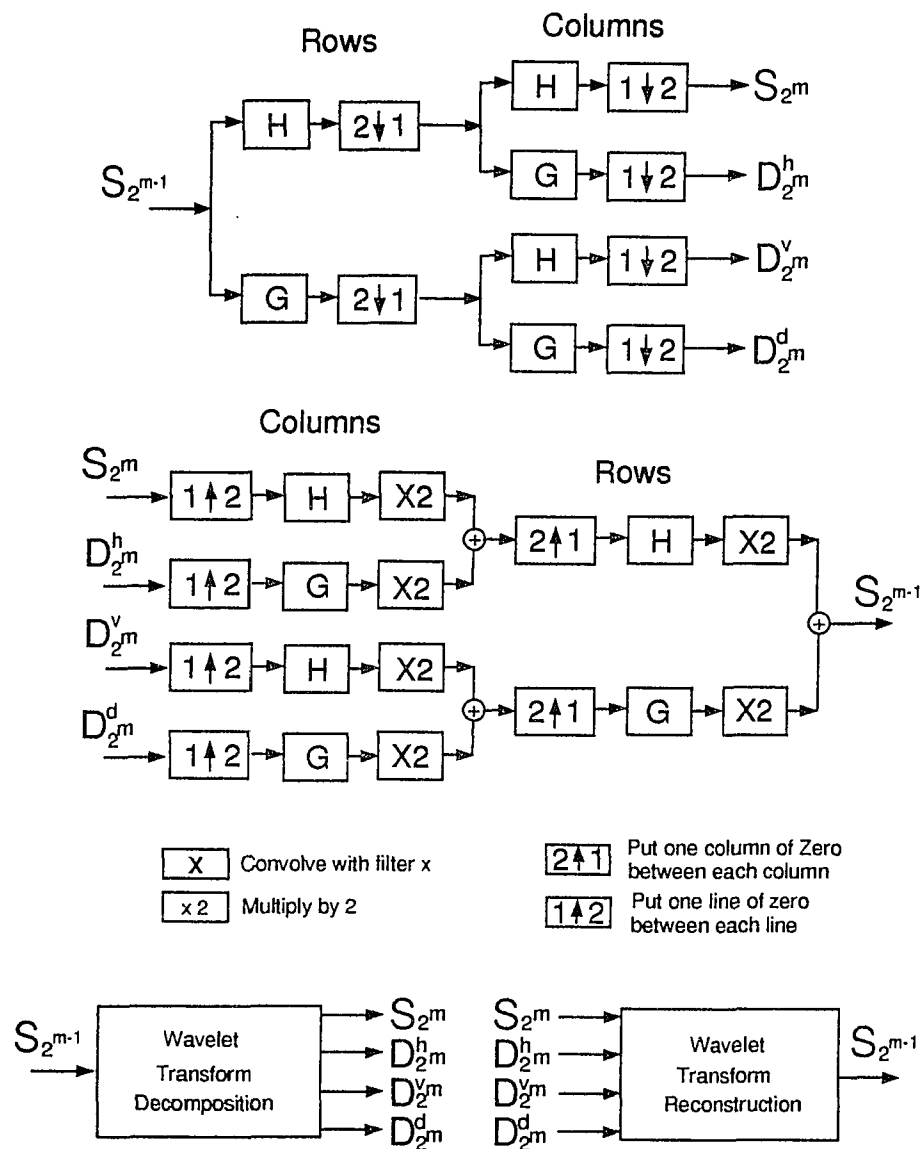 Rows
Columns
H 2↓1 H 1↓2 S₂ᵐ
G 1↓2 Dʰ₂ᵐ
S₂ᵐ⁻¹
H 1↓2 Dᵛ₂ᵐ
G 2↓1
G 1↓2 Dᵈ₂ᵐ
Columns
Rows
S₂ᵐ 1↑2 H X2
2↑1 H X2
Dʰ₂ᵐ 1↑2 G X2
+
S₂ᵐ⁻¹
+
Dᵛ₂ᵐ 1↑2 H X2
+
2↑1 G X2
Dᵈ₂ᵐ 1↑2 G X2
X Convolve with filter x
x 2 Multiply by 2
2↑1 Put one column of Zero
between each column
1↑2 Put one line of zero
between each line
S₂ᵐ⁻¹
Wavelet
Transform
Decomposition
S₂ᵐ
Dʰ₂ᵐ
Dᵛ₂ᵐ
Dᵈ₂ᵐ
S₂ᵐ
Dʰ₂ᵐ
Dᵛ₂ᵐ
Dᵈ₂ᵐ
Wavelet
Transform
Reconstruction
S₂ᵐ⁻¹